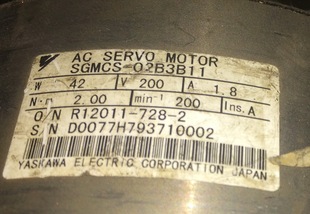 AC SERVO MOTOR
SGMCS-02B3B11
W 42 V 200 A 1.8
N·m 2.00 min⁻¹ 200 Ins. A
O/N R12011-728-2
S/N D0077H793710002
YASKAWA ELECTRIC CORPORATION JAPAN